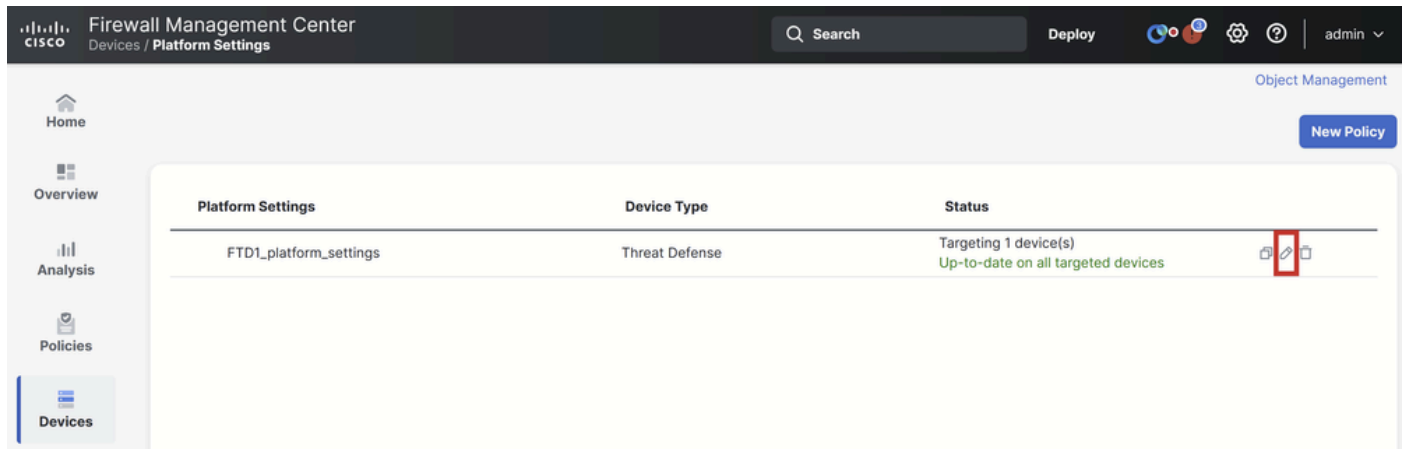 CISCO
Firewall Management Center
Devices / Platform Settings
Search
Deploy
3
admin
Object Management
Home
New Policy
Overview
Platform Settings
Device Type
Status
FTD1_platform_settings
Threat Defense
Targeting 1 device(s)
Up-to-date on all targeted devices
Analysis
Policies
Devices